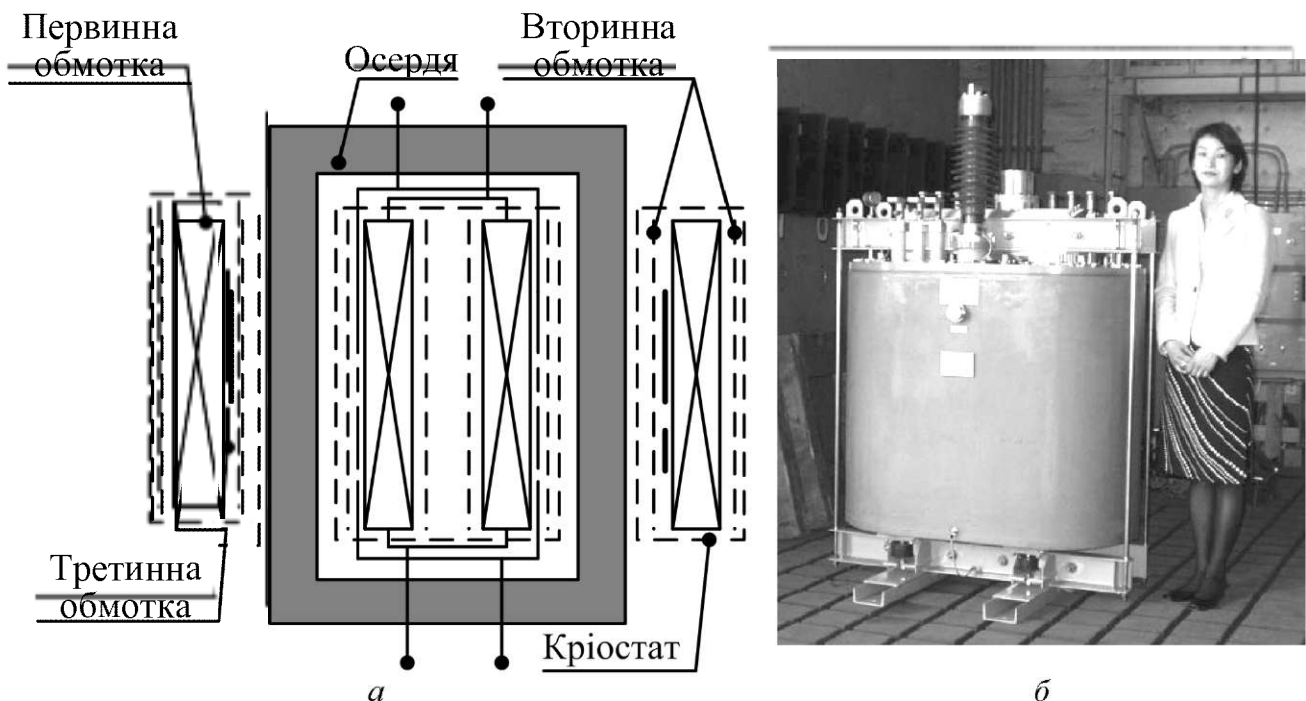 Первинна
обмотка
Осердя
Вторинна
обмотка
Третинна
обмотка
Кріостат
а
б